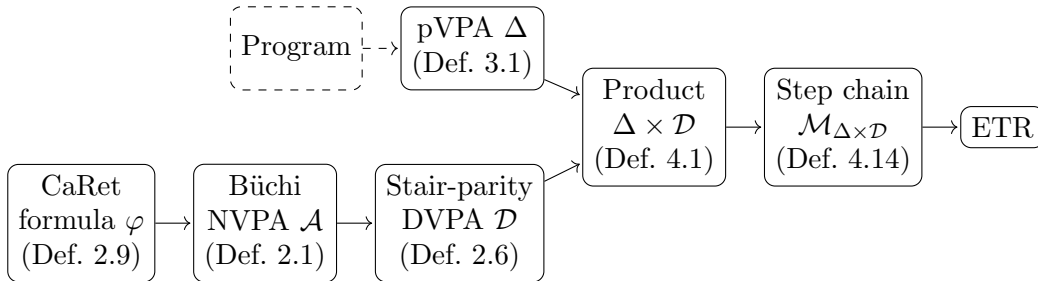 Program
pVPA Δ
(Def. 3.1)
Product
Δ × 𝒟
(Def. 4.1)
Step chain
ℳ_{Δ×𝒟}
(Def. 4.14)
ETR
CaRet
formula φ
(Def. 2.9)
Büchi
NVPA 𝒜
(Def. 2.1)
Stair-parity
DVPA 𝒟
(Def. 2.6)